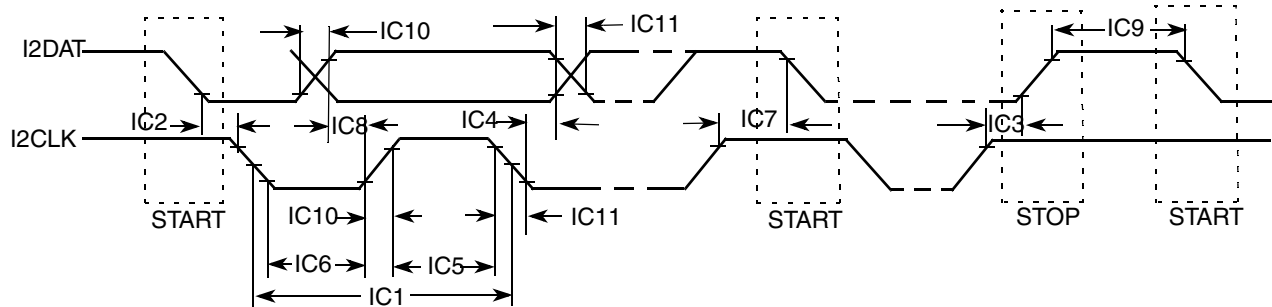 IC10
IC11
IC9
I2DAT
IC2
IC8
IC4
IC7
IC3
I2CLK
START
IC10
IC11
START
STOP
START
IC6
IC5
IC1